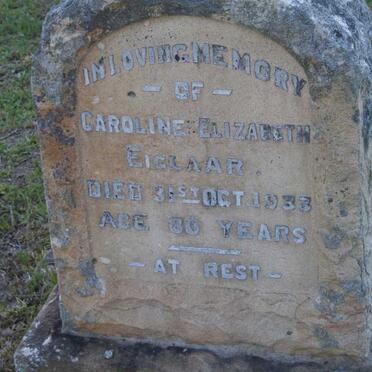 IN LOVING MEMORY
— OF —
CAROLINE ELIZABETH
EIGLAAR
DIED 31ST OCT. 1933
AGE 80 YEARS
— AT REST —